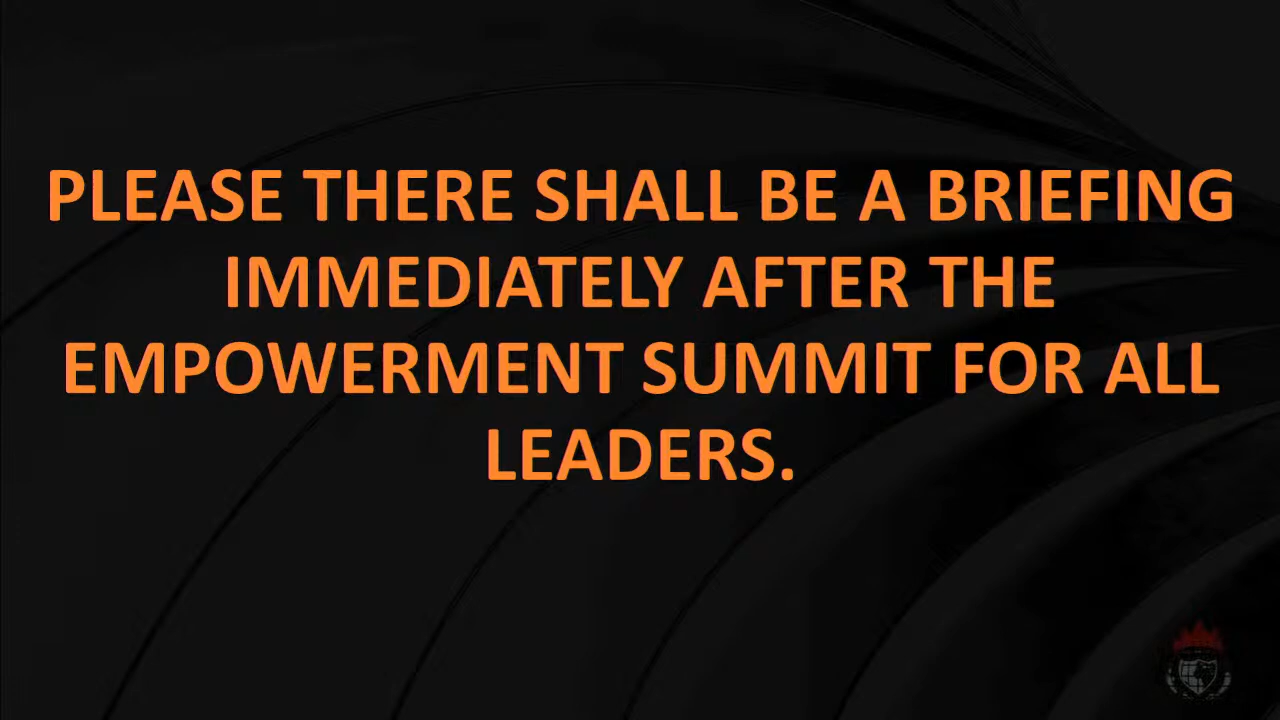 PLEASE THERE SHALL BE A BRIEFING
IMMEDIATELY AFTER THE
EMPOWERMENT SUMMIT FOR ALL
LEADERS.